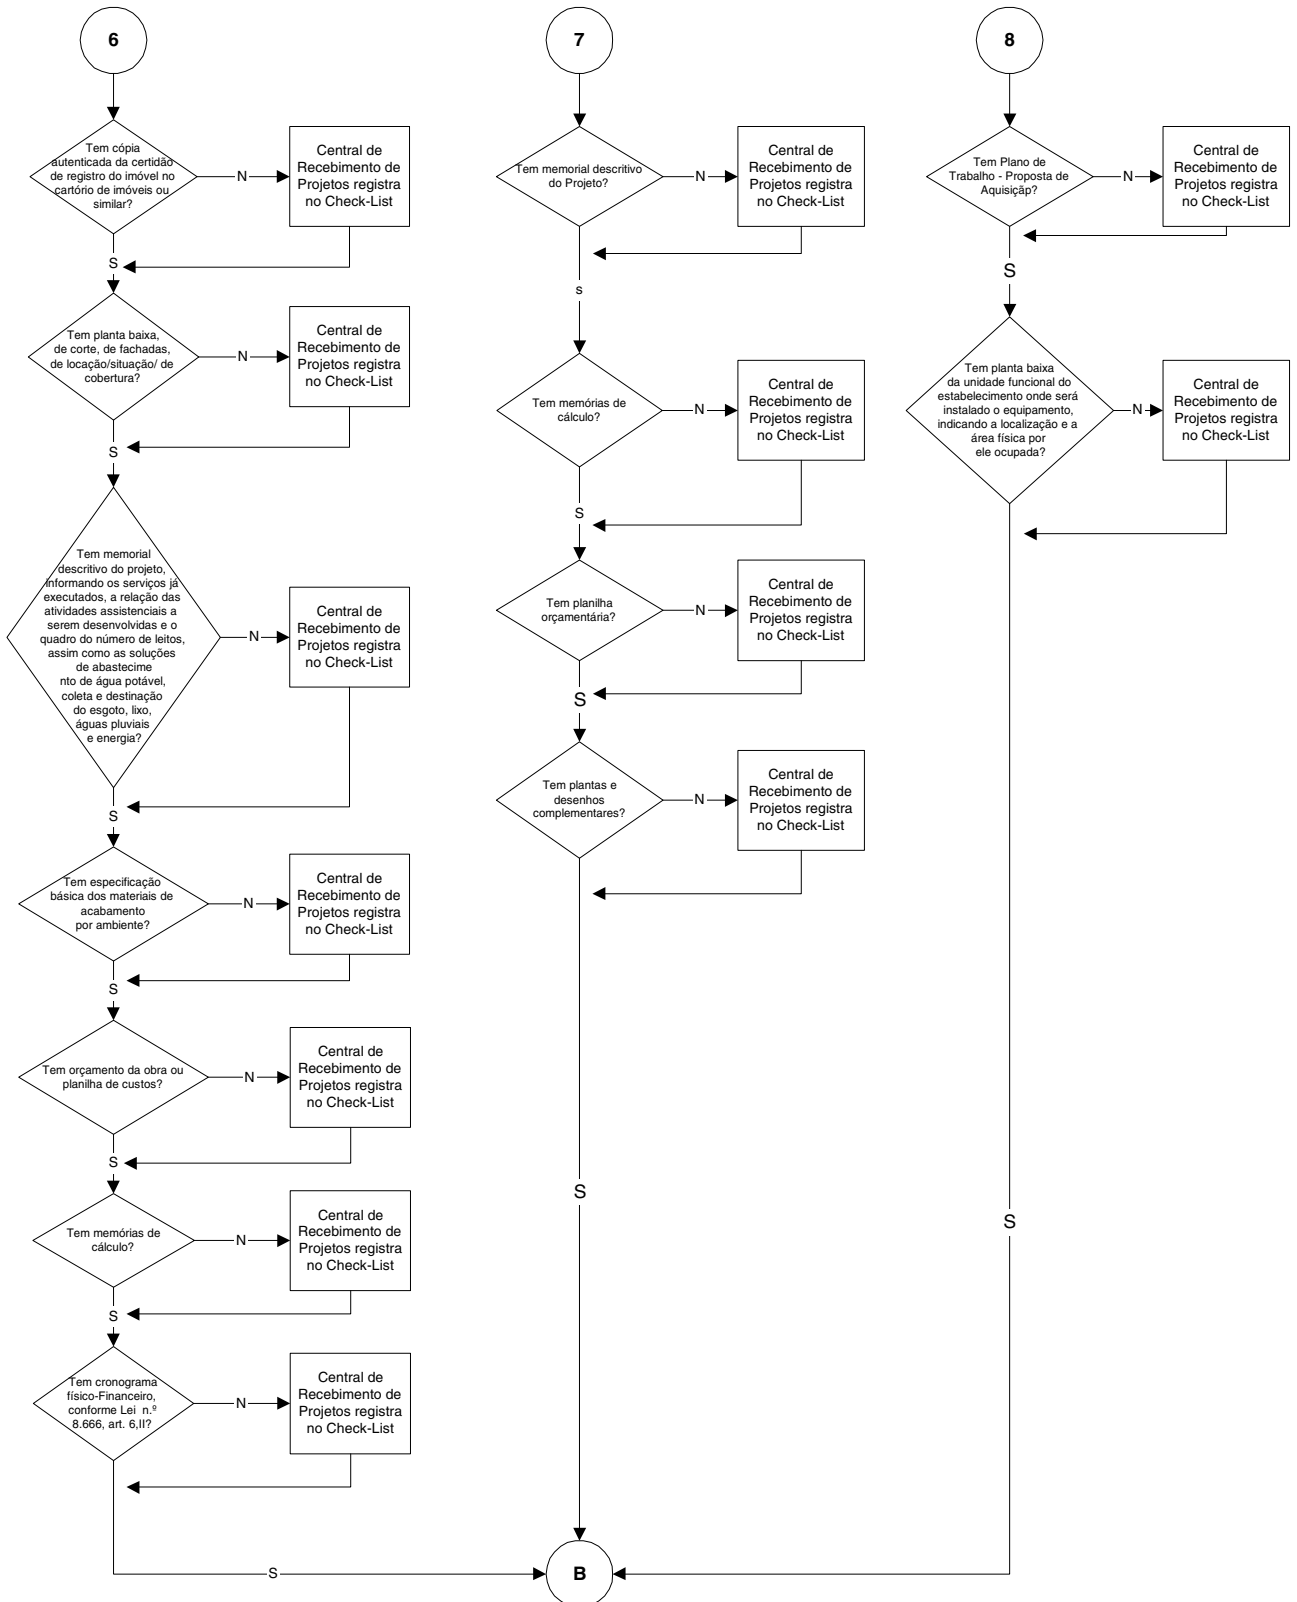 6
Tem cópia
autenticada da certidão
de registro do imóvel no
cartório de imóveis ou
similar?
N
Central de
Recebimento de
Projetos registra
no Check-List
S
Tem planta baixa,
de corte, de fachadas,
de locação/situação/ de
cobertura?
N
Central de
Recebimento de
Projetos registra
no Check-List
S
Tem memorial
descritivo do projeto,
informando os serviços já
executados, a relação das
atividades assistenciais a
serem desenvolvidas e o
quadro do número de leitos,
assim como as soluções
de abastecime
nto de água potável,
coleta e destinação
do esgoto, lixo,
águas pluviais
e energia?
N
Central de
Recebimento de
Projetos registra
no Check-List
S
Tem especificação
básica dos materiais de
acabamento
por ambiente?
N
Central de
Recebimento de
Projetos registra
no Check-List
S
Tem orçamento da obra ou
planilha de custos?
N
Central de
Recebimento de
Projetos registra
no Check-List
S
Tem memórias de
cálculo?
N
Central de
Recebimento de
Projetos registra
no Check-List
S
Tem cronograma
físico-Financeiro,
conforme Lei n.º
8.666, art. 6,II?
N
Central de
Recebimento de
Projetos registra
no Check-List
S
7
Tem memorial descritivo
do Projeto?
N
Central de
Recebimento de
Projetos registra
no Check-List
s
Tem memórias de
cálculo?
N
Central de
Recebimento de
Projetos registra
no Check-List
S
Tem planilha
orçamentária?
N
Central de
Recebimento de
Projetos registra
no Check-List
S
Tem plantas e
desenhos
complementares?
N
Central de
Recebimento de
Projetos registra
no Check-List
S
8
Tem Plano de
Trabalho - Proposta de
Aquisiçãp?
N
Central de
Recebimento de
Projetos registra
no Check-List
S
Tem planta baixa
da unidade funcional do
estabelecimento onde será
instalado o equipamento,
indicando a localização e a
área física por
ele ocupada?
N
Central de
Recebimento de
Projetos registra
no Check-List
S
B